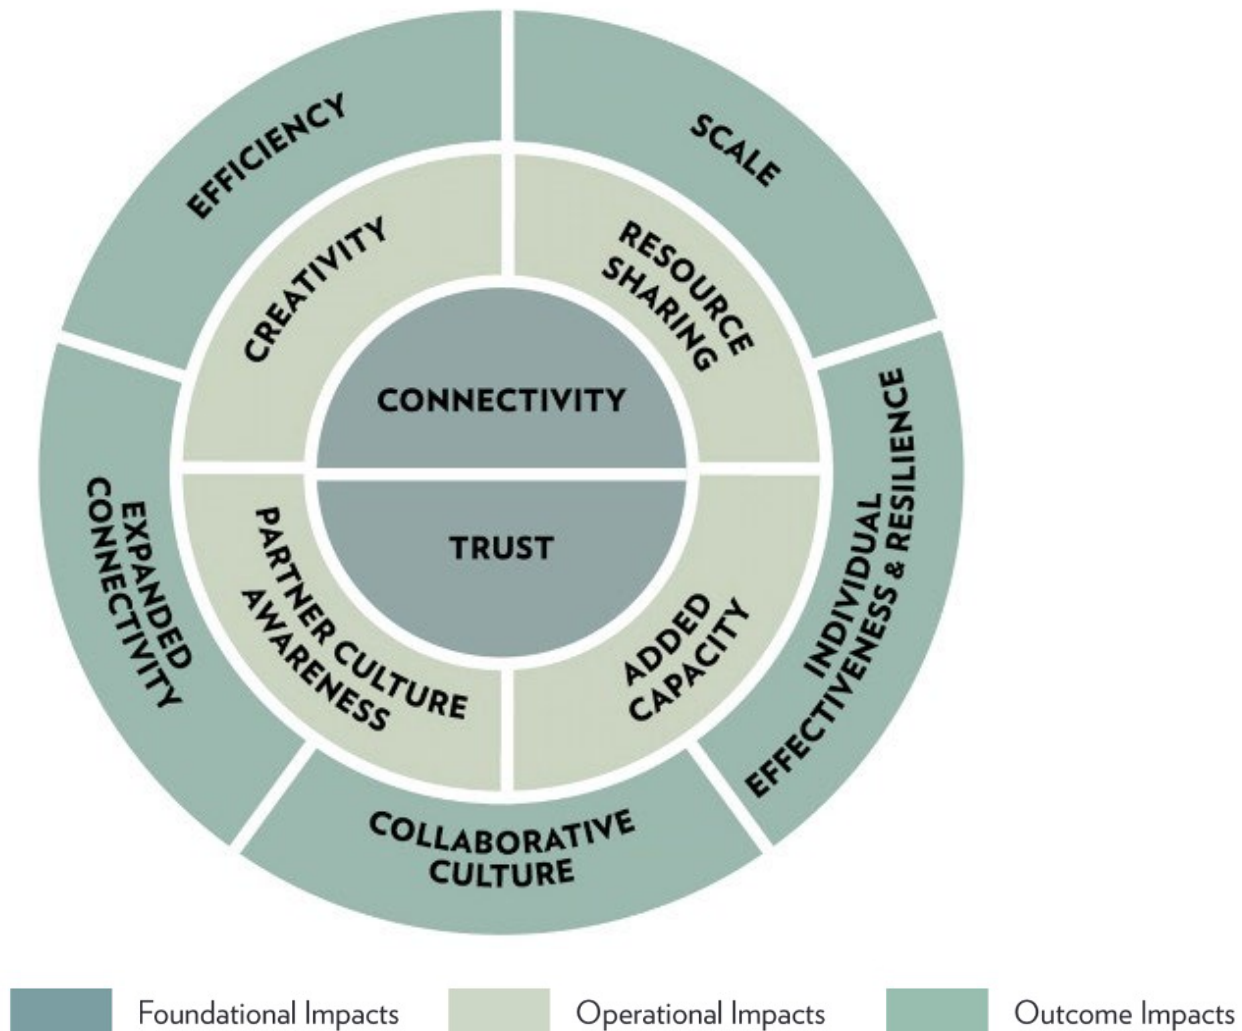 EFFICIENCY
SCALE
CREATIVITY
RESOURCE
SHARING
CONNECTIVITY
TRUST
EXPANDED
CONNECTIVITY
PARTNER CULTURE
AWARENESS
ADDED
CAPACITY
INDIVIDUAL
EFFECTIVENESS & RESILIENCE
COLLABORATIVE
CULTURE
Foundational Impacts
Operational Impacts
Outcome Impacts